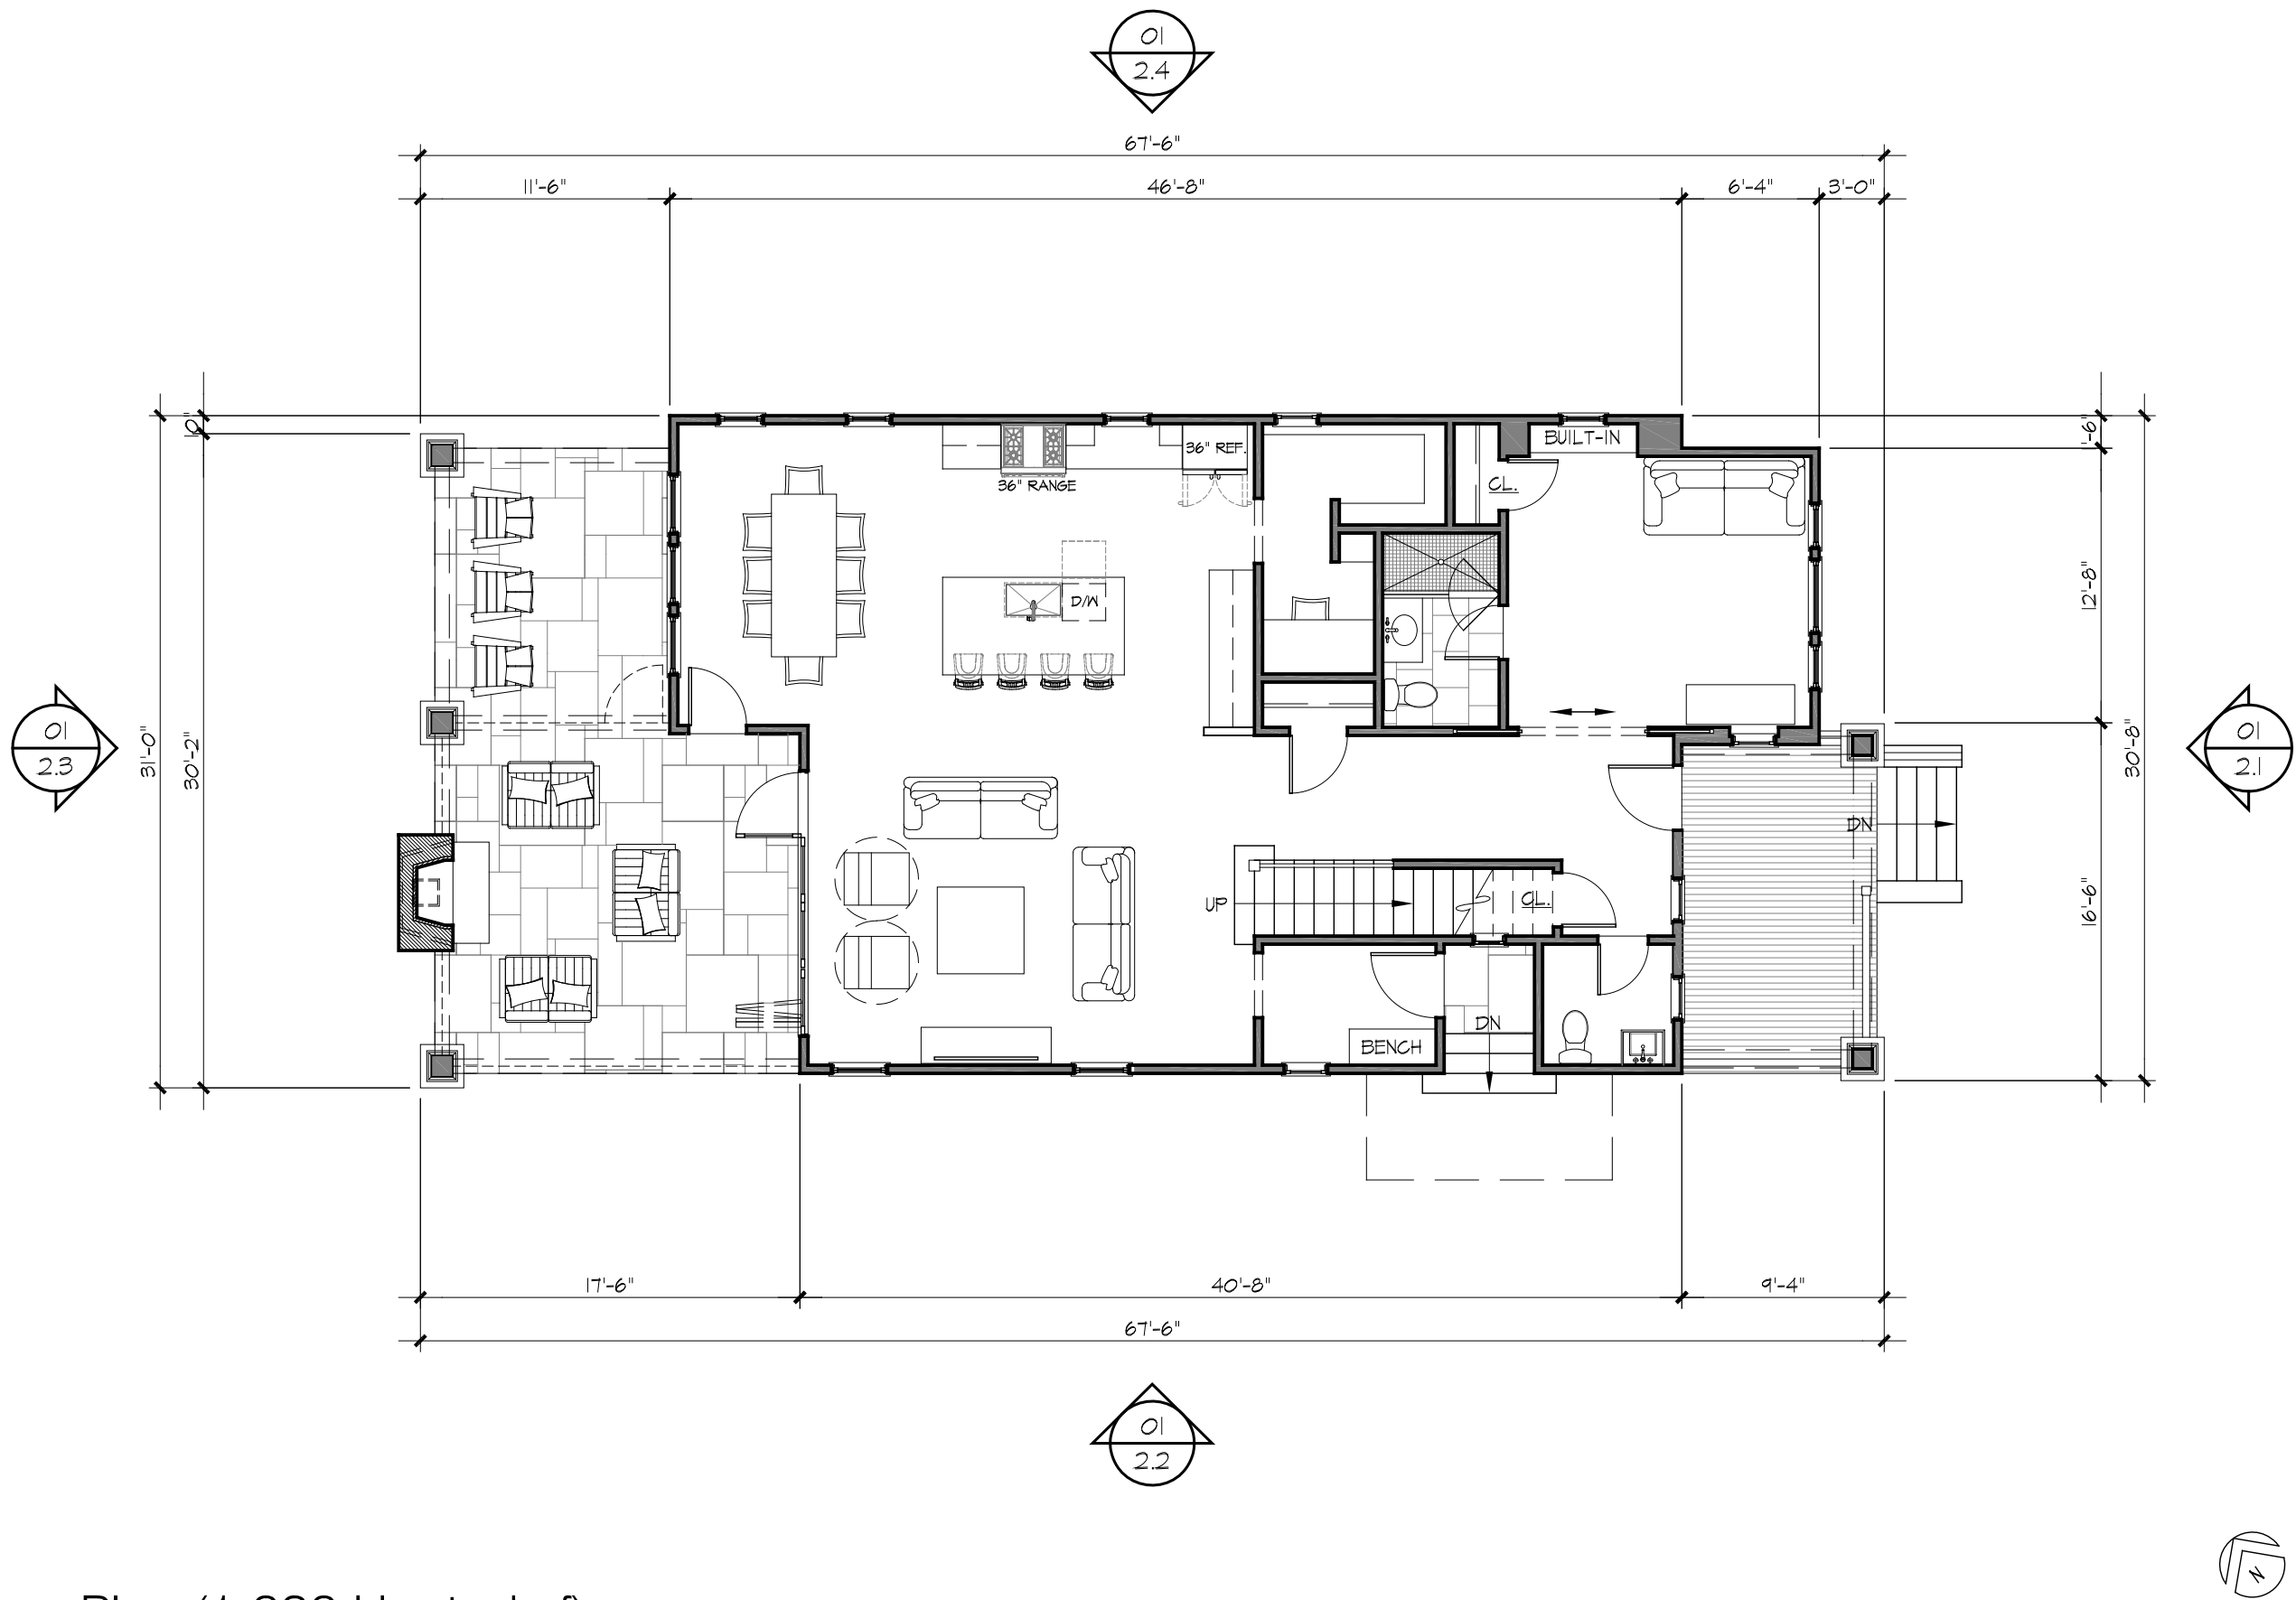 01
2.4
67'-6"
11'-6"
46'-8"
6'-4"
3'-0"
10"
BUILT-IN
36" REF.
36" RANGE
CL.
D/W
12'-8"
01
2.3
31'-0"
30'-2"
30'-8"
01
2.1
DN
UP
CL.
16'-6"
DN
BENCH
17'-6"
40'-8"
9'-4"
67'-6"
01
2.2
N